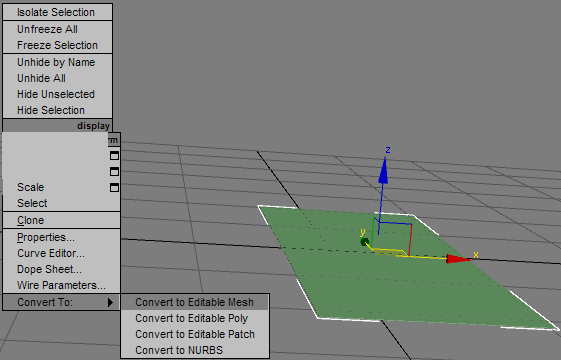 Isolate Selection
Unfreeze All
Freeze Selection
Unhide by Name
Unhide All
Hide Unselected
Hide Selection
display
rm
Scale
Select
Clone
Properties...
Curve Editor...
Dope Sheet...
Wire Parameters...
Convert To:
Convert to Editable Mesh
Convert to Editable Poly
Convert to Editable Patch
Convert to NURBS
z
y
x